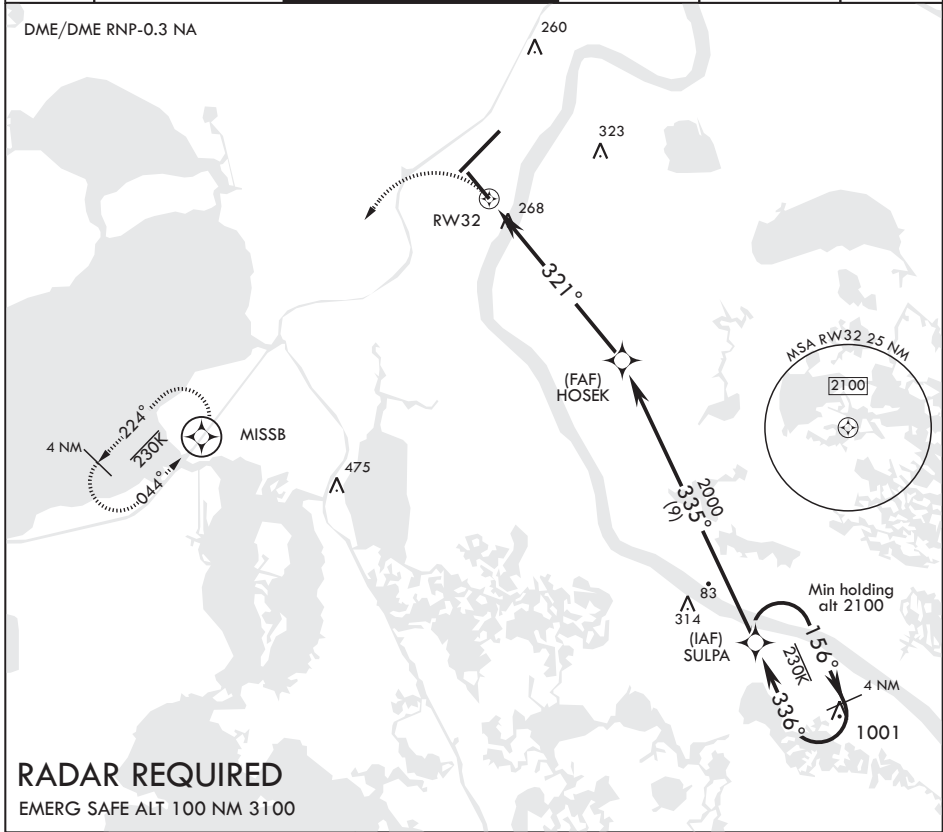 DME/DME RNP-0.3 NA
260
323
RW32
268
321°
MSA RW32 25 NM
2100
(FAF)
HOSEK
224°
4 NM
230K
044°
MISSB
475
2000
335°
(9)
Min holding
alt 2100
83
314
(IAF)
SULPA
156°
230K
4 NM
336°
1001
RADAR REQUIRED
EMERG SAFE ALT 100 NM 3100